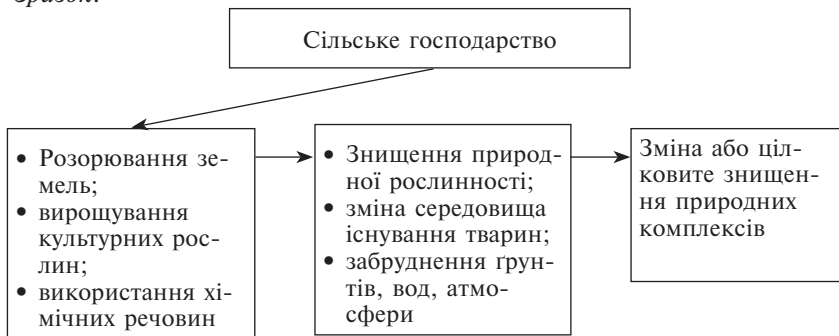 Зразок:
Сільське господарство
• Розорювання зе-
мель;
• вирощування
культурних рос-
лин;
• використання хі-
мічних речовин
• Знищення природ-
ної рослинності;
• зміна середовища
існування тварин;
• забруднення ґрун-
тів, вод, атмо-
сфери
Зміна або ціл-
ковите знищен-
ня природних
комплексів